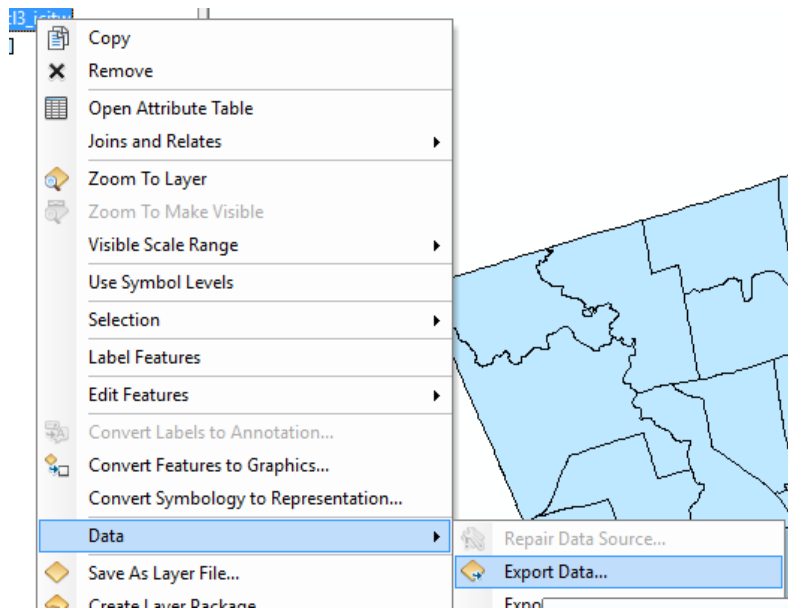 Copy
Remove
Open Attribute Table
Joins and Relates
Zoom To Layer
Zoom To Make Visible
Visible Scale Range
Use Symbol Levels
Selection
Label Features
Edit Features
Convert Labels to Annotation...
Convert Features to Graphics...
Convert Symbology to Representation...
Data
Repair Data Source...
Save As Layer File...
Export Data...
Create Layer Package